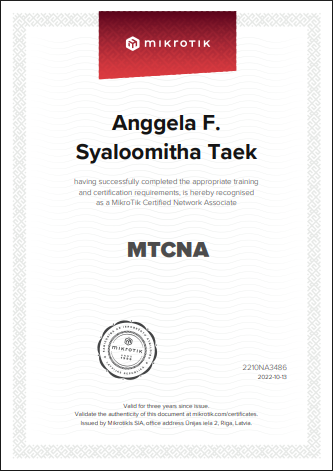 MIKROTIK
Anggela F.
Syaloomitha Taek
having successfully completed the appropriate training
and certification requirements, is hereby recognised
as a MikroTik Certified Network Associate
MTCNA
MIKROTIK
2210NA3486
2022-10-13
Valid for three years since issue.
Validate the authenticity of this document at mikrotik.com/certificates.
Issued by Mikrotikls SIA, office address Ūnijas iela 2, Riga, Latvia.